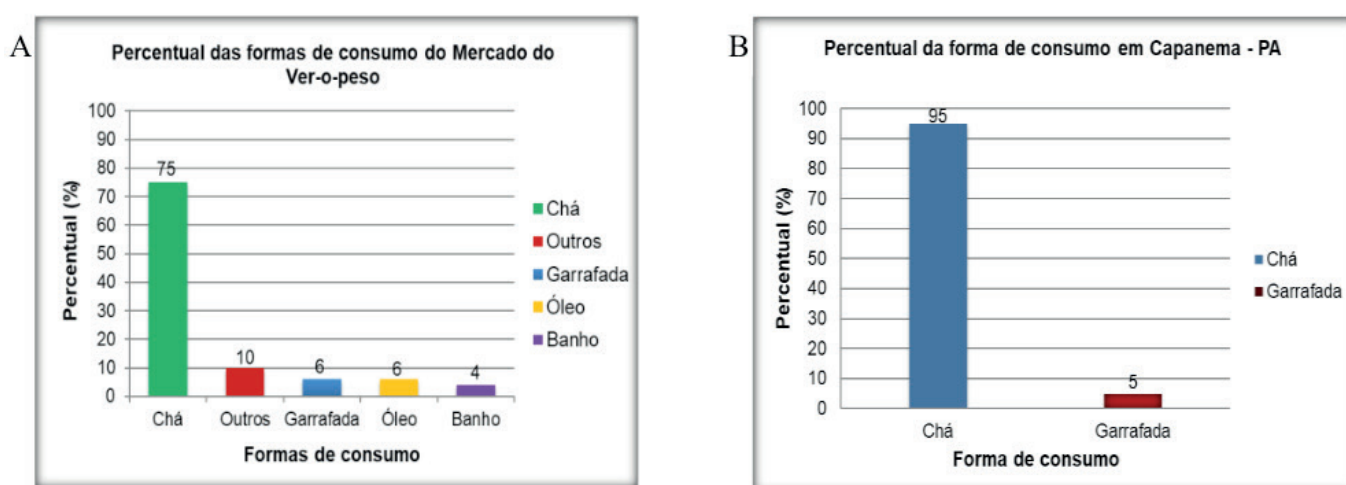 A
Percentual das formas de consumo do Mercado do
Ver-o-peso
Percentual (%)
100
90
80
70
60
50
40
30
20
10
0
75
10
6
6
4
Chá
Outros
Garrafada
Óleo
Banho
Formas de consumo
Chá
Outros
Garrafada
Óleo
Banho
B
Percentual da forma de consumo em Capanema - PA
Percentual (%)
100
90
80
70
60
50
40
30
20
10
0
95
5
Chá
Garrafada
Forma de consumo
Chá
Garrafada